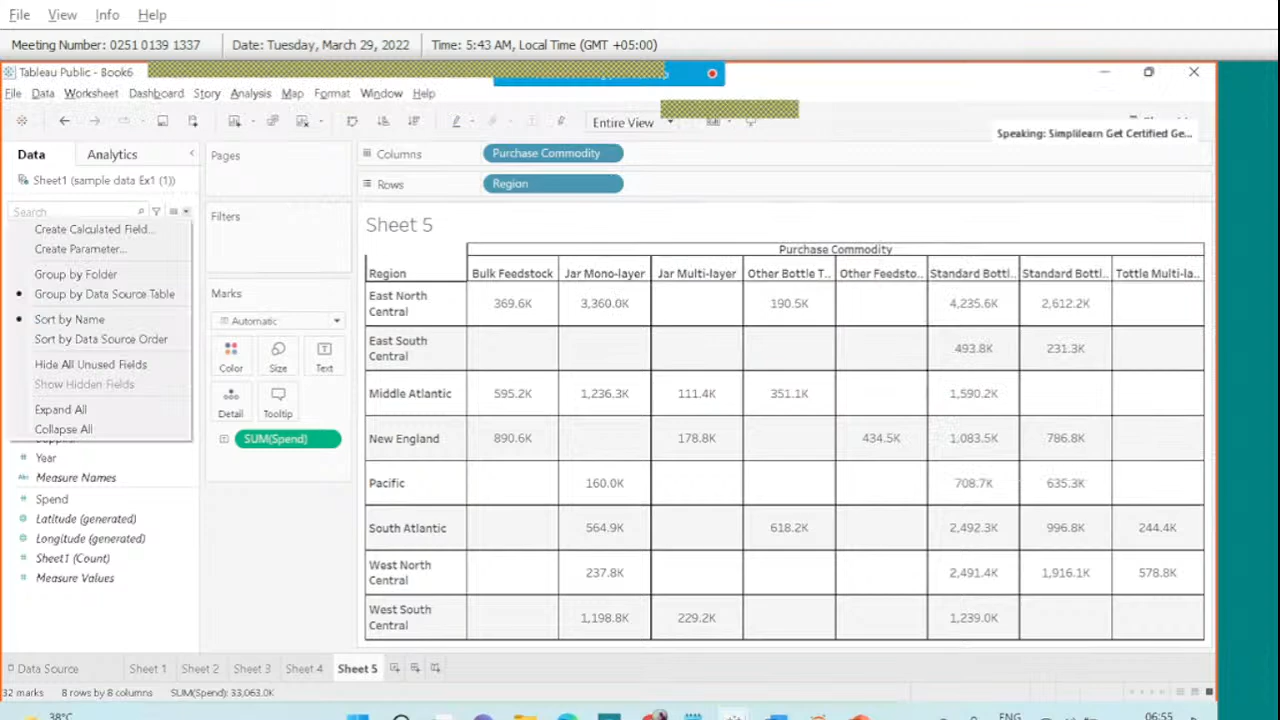 File View Info Help
Meeting Number: 0251 0139 1337 Date: Tuesday, March 29, 2022 Time: 5:43 AM, Local Time (GMT +05:00)
Tableau Public - Book6
File Data Worksheet Dashboard Story Analysis Map Format Window Help
Entire View
Speaking: Simplilearn Get Certified Ge...
Data Analytics
Sheet1 (sample data Ex1 (1))
Search
Create Calculated Field...
Create Parameter...
Group by Folder
Group by Data Source Table
Sort by Name
Sort by Data Source Order
Hide All Unused Fields
Show Hidden Fields
Expand All
Collapse All
Year
Measure Names
Spend
Latitude (generated)
Longitude (generated)
Sheet1 (Count)
Measure Values
Pages
Filters
Marks
Automatic
Color Size Text
Detail Tooltip
SUM(Spend)
Columns Purchase Commodity
Rows Region
Sheet 5
Purchase Commodity
Region Bulk Feedstock Jar Mono-layer Jar Multi-layer Other Bottle T.. Other Feedsto.. Standard Bottl.. Standard Bottl.. Tottle Multi-la..
East North Central 369.6K 3,360.0K 190.5K 4,235.6K 2,612.2K
East South Central 493.8K 231.3K
Middle Atlantic 595.2K 1,236.3K 111.4K 351.1K 1,590.2K
New England 890.6K 178.8K 434.5K 1,083.5K 786.8K
Pacific 160.0K 708.7K 635.3K
South Atlantic 564.9K 618.2K 2,492.3K 996.8K 244.4K
West North Central 237.8K 2,491.4K 1,916.1K 578.8K
West South Central 1,198.8K 229.2K 1,239.0K
Data Source Sheet 1 Sheet 2 Sheet 3 Sheet 4 Sheet 5
32 marks 8 rows by 8 columns SUM(Spend): 33,063.0K
38°C ENG 06:55